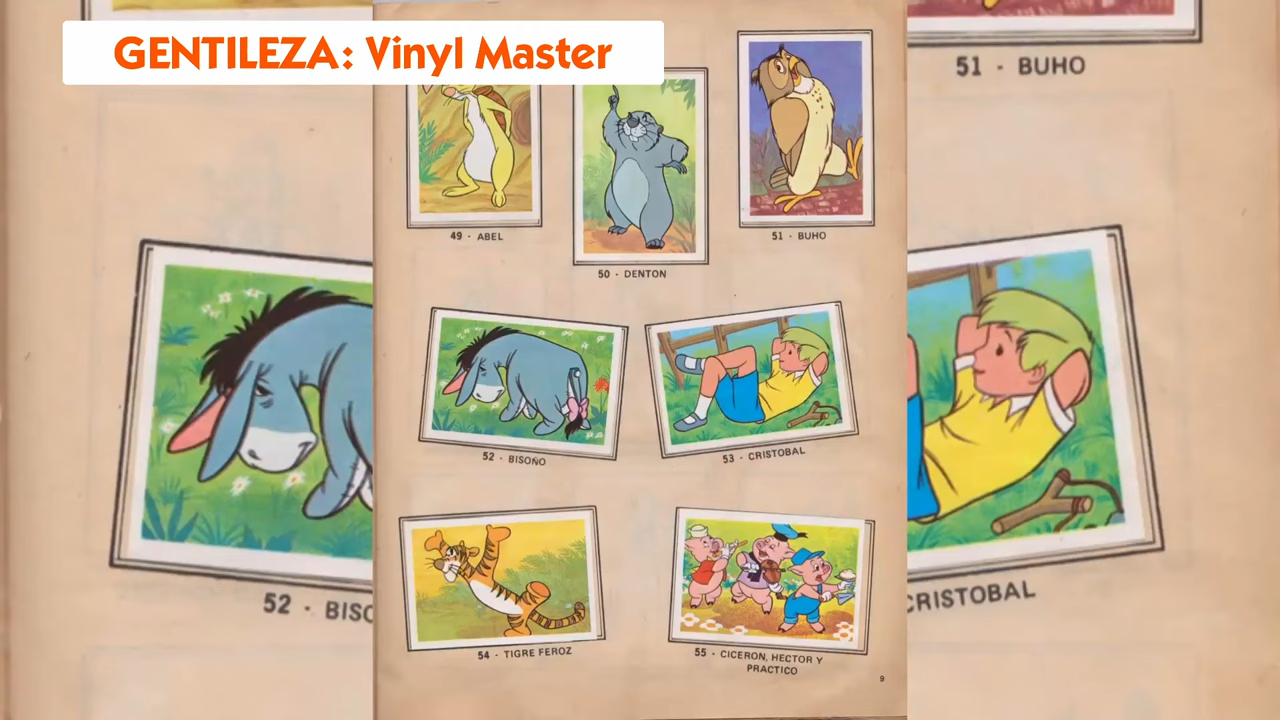 GENTILEZA: Vinyl Master
51 - BUHO
49 - ABEL
51 - BUHO
50 - DENTON
52 - BISOÑO
53 - CRISTOBAL
52 - BISO
CRISTOBAL
54 - TIGRE FEROZ
55 - CICERON, HECTOR Y
PRACTICO
9